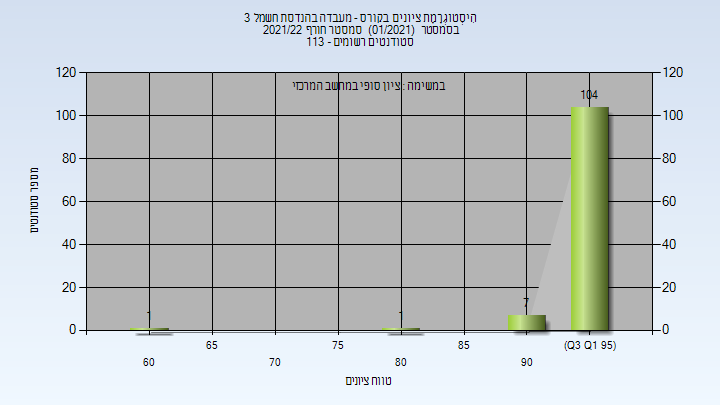 היסטוגרמת ציונים בקורס - מעבדה בהנדסת חשמל 3
בסמסטר (01/2021) סמסטר חורף 2021/22
סטודנטים רשומים - 113
במשימה : ציון סופי במחשב המרכזי
120 120
100 100
80 80
60 60
40 40
20 20
0 0
מספר סטודנטים
1 1 7 104
60 65 70 75 80 85 90 (Q3 Q1 95)
טווח ציונים